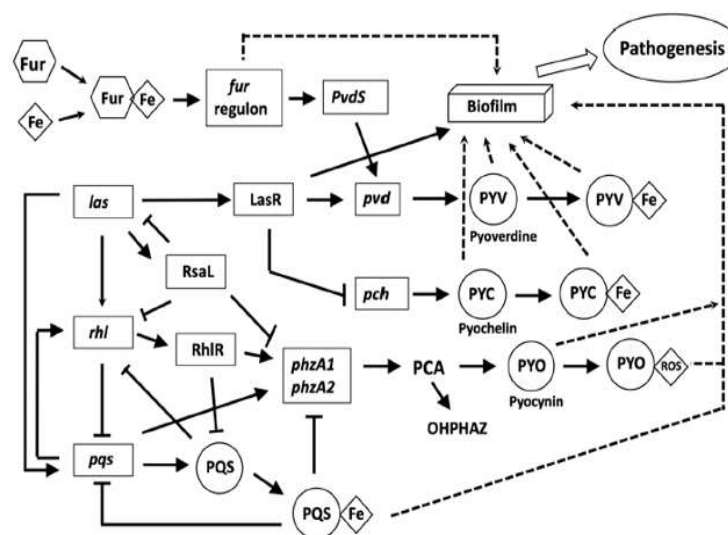 Fur
Fe
Fur
Fe
fur
regulon
PvdS
Biofilm
Pathogenesis
las
LasR
pvd
PYV
Pyoverdine
PYV
Fe
RsaL
pch
PYC
Pyochelin
PYC
Fe
rhl
RhlR
phzA1
phzA2
PCA
PYO
Pyocynin
PYO
ROS
OHPHAZ
pqs
PQS
PQS
Fe